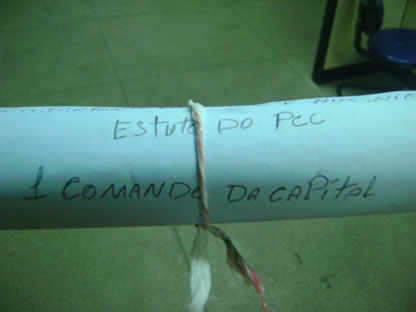 Estuto DO PCC
1 COMANDO DA CAPital